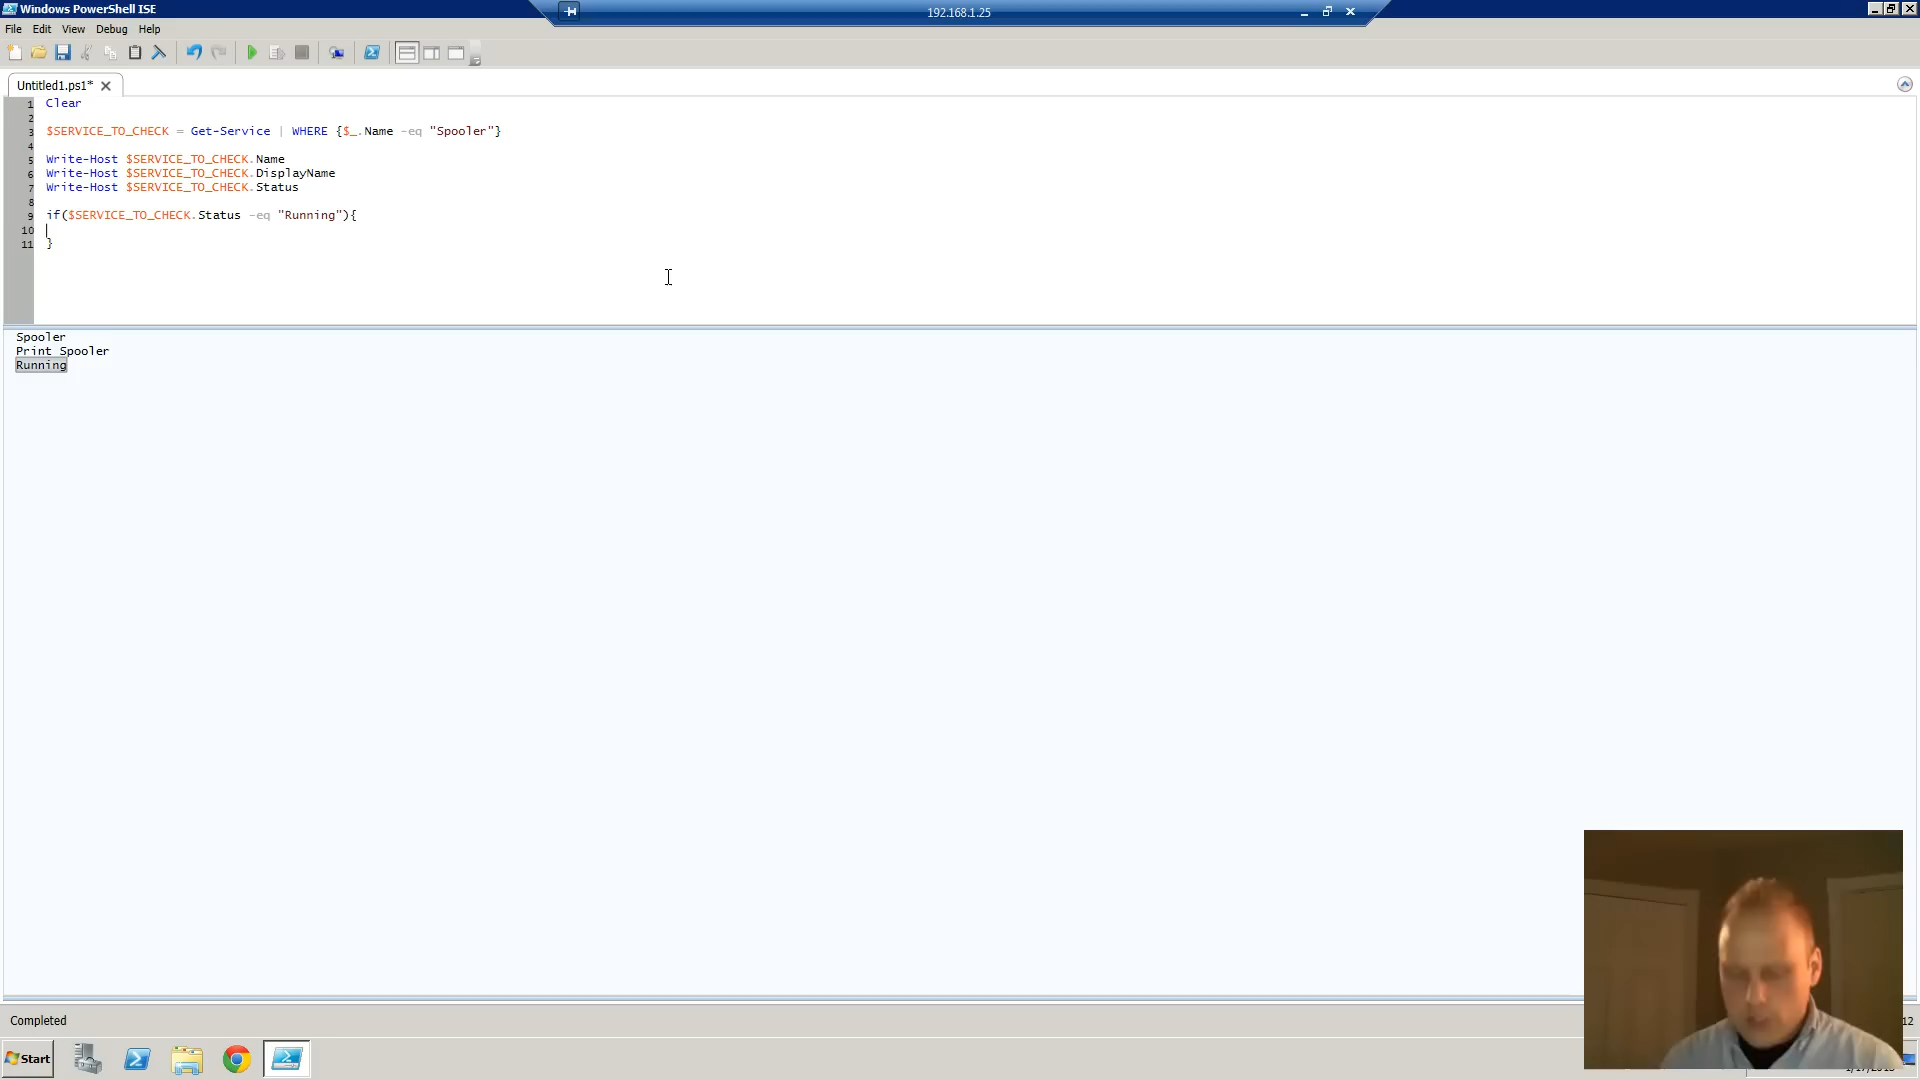 Windows PowerShell ISE
192.168.1.25
File Edit View Debug Help
Untitled1.ps1*
1 Clear
2
3 $SERVICE_TO_CHECK = Get-Service | WHERE {$_.Name -eq "Spooler"}
4
5 Write-Host $SERVICE_TO_CHECK.Name
6 Write-Host $SERVICE_TO_CHECK.DisplayName
7 Write-Host $SERVICE_TO_CHECK.Status
8
9 if($SERVICE_TO_CHECK.Status -eq "Running"){
10
11 }
Spooler
Print Spooler
Running
Completed
12
Start